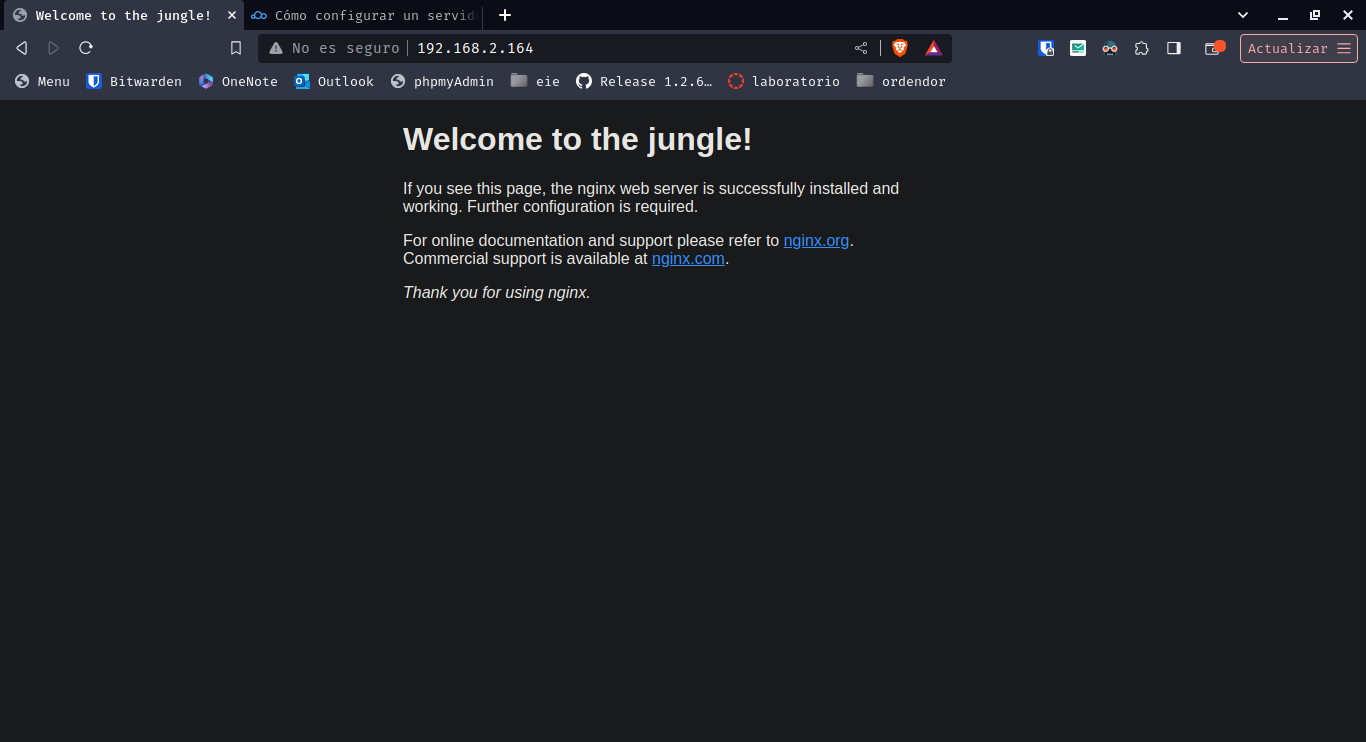 Welcome to the jungle!
Cómo configurar un servid
No es seguro
192.168.2.164
Actualizar
Menu
Bitwarden
OneNote
Outlook
phpmyAdmin
eie
Release 1.2.6…
laboratorio
ordendor
Welcome to the jungle!
If you see this page, the nginx web server is successfully installed and
working. Further configuration is required.
For online documentation and support please refer to nginx.org.
Commercial support is available at nginx.com.
Thank you for using nginx.